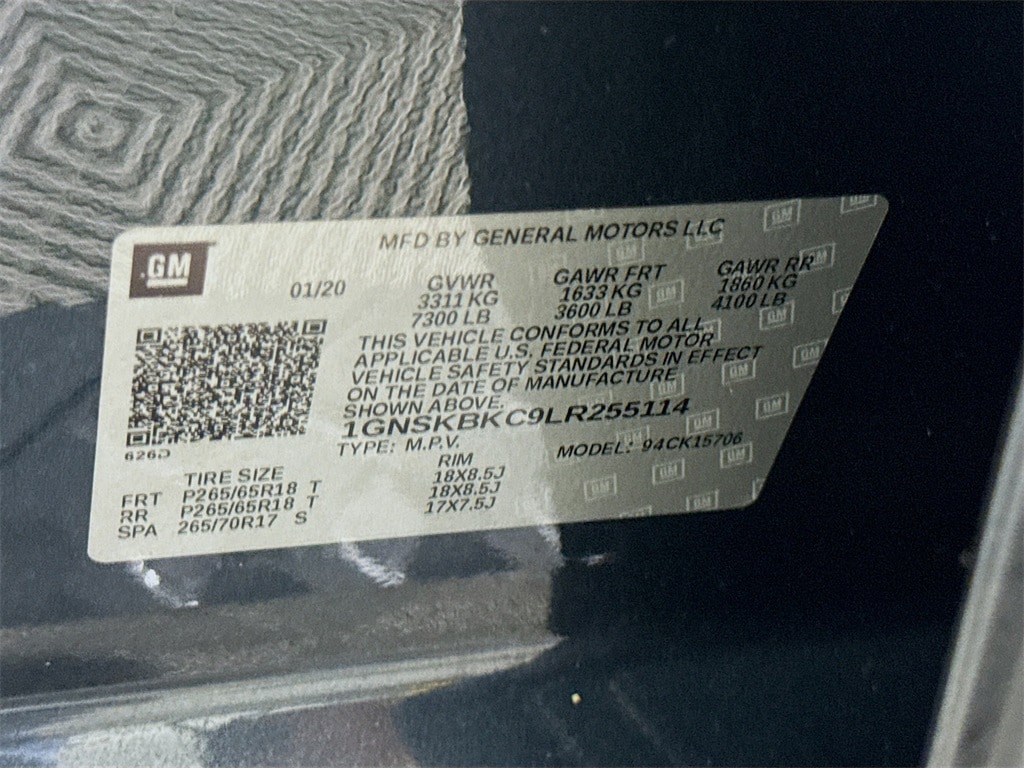 GM
MFD BY GENERAL MOTORS LLC
01/20
GVWR GAWR FRT GAWR RR
3311 KG 1633 KG 1860 KG
7300 LB 3600 LB 4100 LB
THIS VEHICLE CONFORMS TO ALL
APPLICABLE U.S. FEDERAL MOTOR
VEHICLE SAFETY STANDARDS IN EFFECT
ON THE DATE OF MANUFACTURE
SHOWN ABOVE.
1GNSKBKC9LR255114
626D
TYPE: M.P.V. MODEL: 94CK15706
TIRE SIZE RIM
FRT P265/65R18 T 18X8.5J
RR P265/65R18 T 18X8.5J
SPA 265/70R17 S 17X7.5J